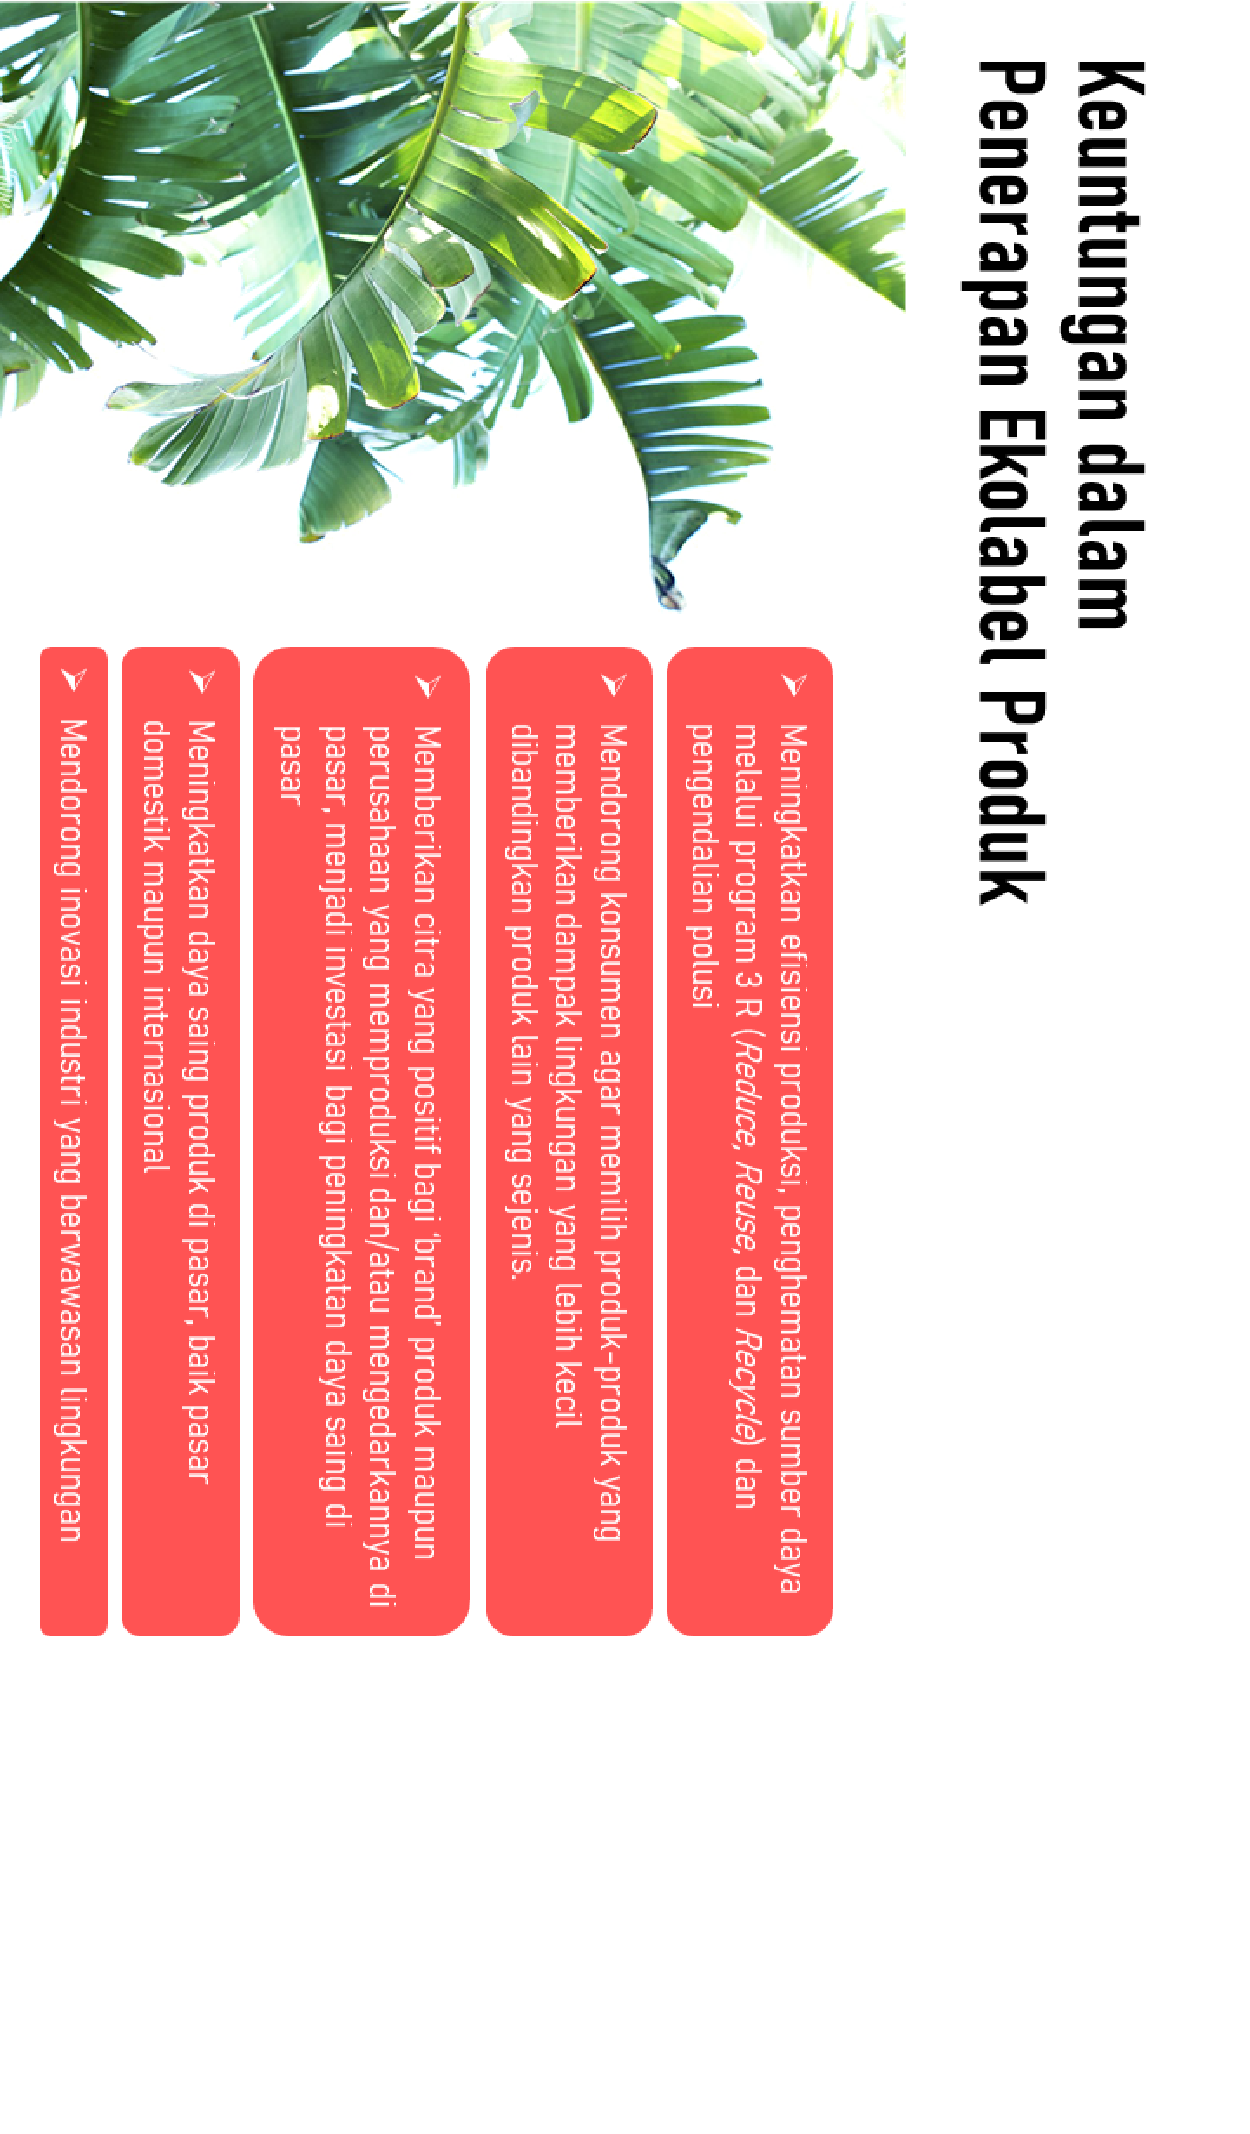 Keuntungan dalam
Penerapan Ekolabel Produk
➢ Meningkatkan efisiensi produksi, penghematan sumber daya
melalui program 3 R (Reduce, Reuse, dan Recycle) dan
pengendalian polusi
➢ Mendorong konsumen agar memilih produk-produk yang
memberikan dampak lingkungan yang lebih kecil
dibandingkan produk lain yang sejenis.
➢ Memberikan citra yang positif bagi 'brand' produk maupun
perusahaan yang memproduksi dan/atau mengedarkannya di
pasar, menjadi investasi bagi peningkatan daya saing di
pasar
➢ Meningkatkan daya saing produk di pasar, baik pasar
domestik maupun internasional
➢ Mendorong inovasi industri yang berwawasan lingkungan